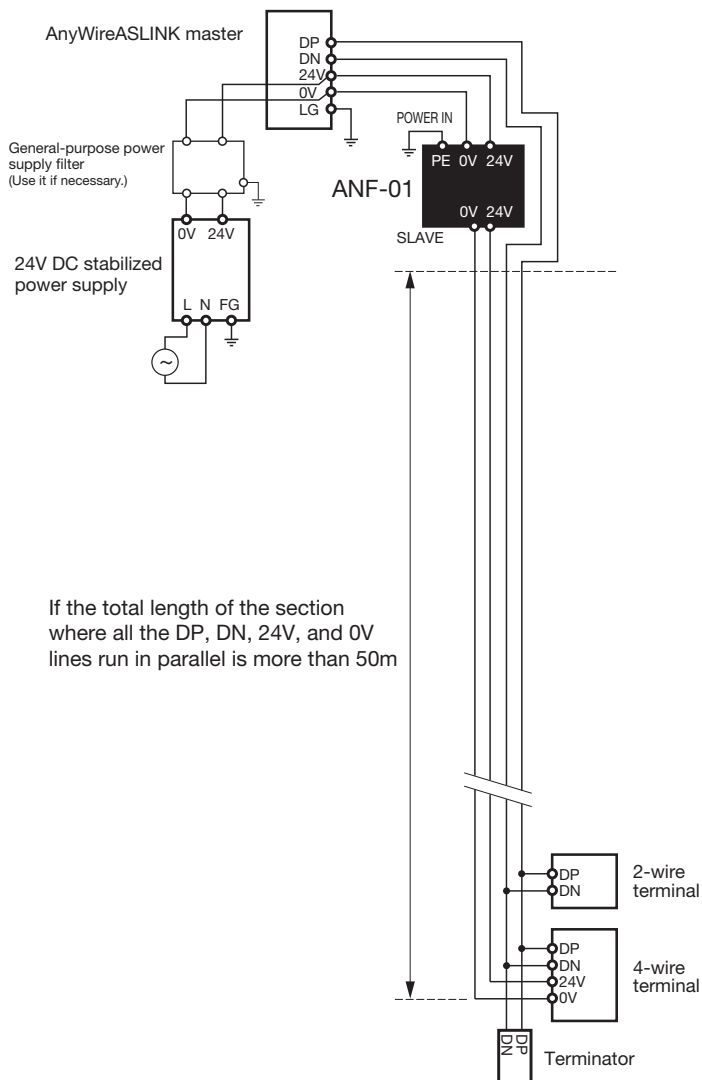 AnyWireASLINK master
DP
DN
24V
0V
LG
General-purpose power
supply filter
(Use it if necessary.)
POWER IN
PE 0V 24V
ANF-01
0V 24V
SLAVE
0V 24V
24V DC stabilized
power supply
L N FG
~
If the total length of the section
where all the DP, DN, 24V, and 0V
lines run in parallel is more than 50m
DP
DN
2-wire
terminal
DP
DN
24V
0V
4-wire
terminal
DN
DP
Terminator